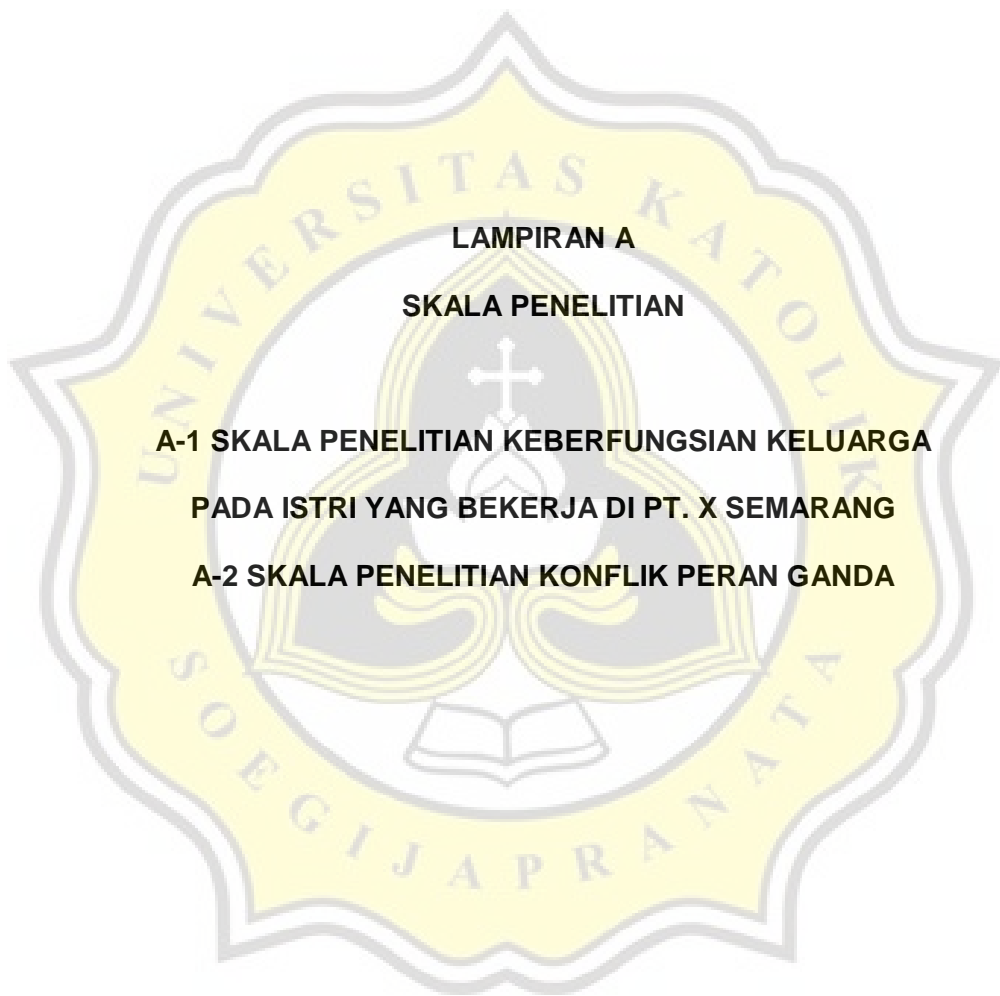 UNIVERSITAS KATOLIK
LAMPIRAN A
SKALA PENELITIAN
A-1 SKALA PENELITIAN KEBERFUNGSIAN KELUARGA
PADA ISTRI YANG BEKERJA DI PT. X SEMARANG
A-2 SKALA PENELITIAN KONFLIK PERAN GANDA
SOEGIJAPRANATA